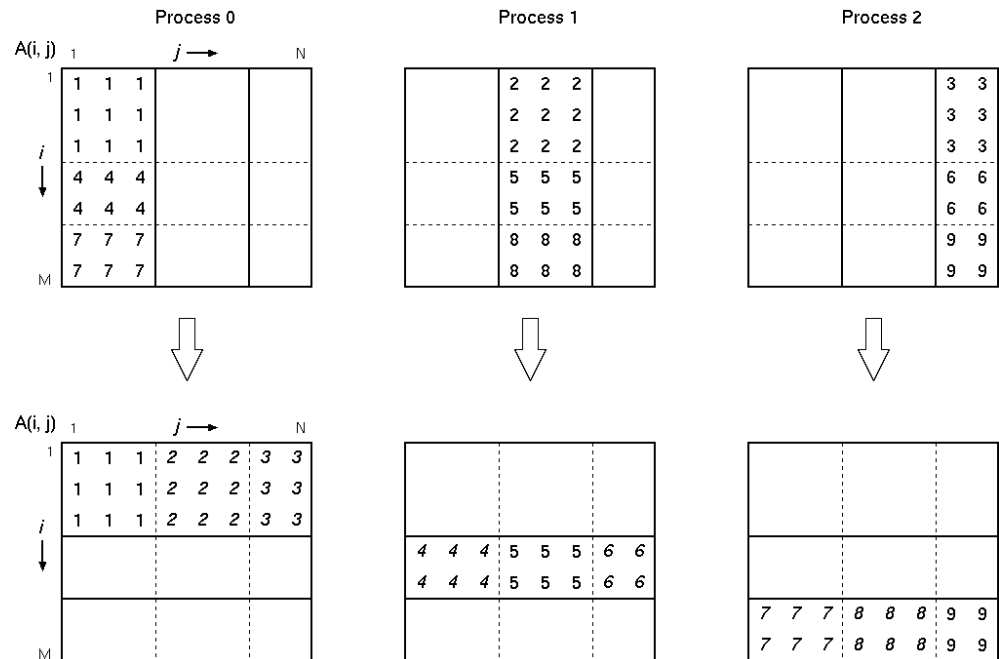 Process 0 Process 1 Process 2
A(i, j) 1 j N
1 1 1 1 2 2 2 3 3
1 1 1 2 2 2 3 3
1 1 1 2 2 2 3 3
i
4 4 4 5 5 5 6 6
4 4 4 5 5 5 6 6
7 7 7 8 8 8 9 9
M 7 7 7 8 8 8 9 9
A(i, j) 1 j N
1 1 1 1 2 2 2 3 3
1 1 1 2 2 2 3 3
1 1 1 2 2 2 3 3
i
4 4 4 5 5 5 6 6
4 4 4 5 5 5 6 6
7 7 7 8 8 8 9 9
M 7 7 7 8 8 8 9 9